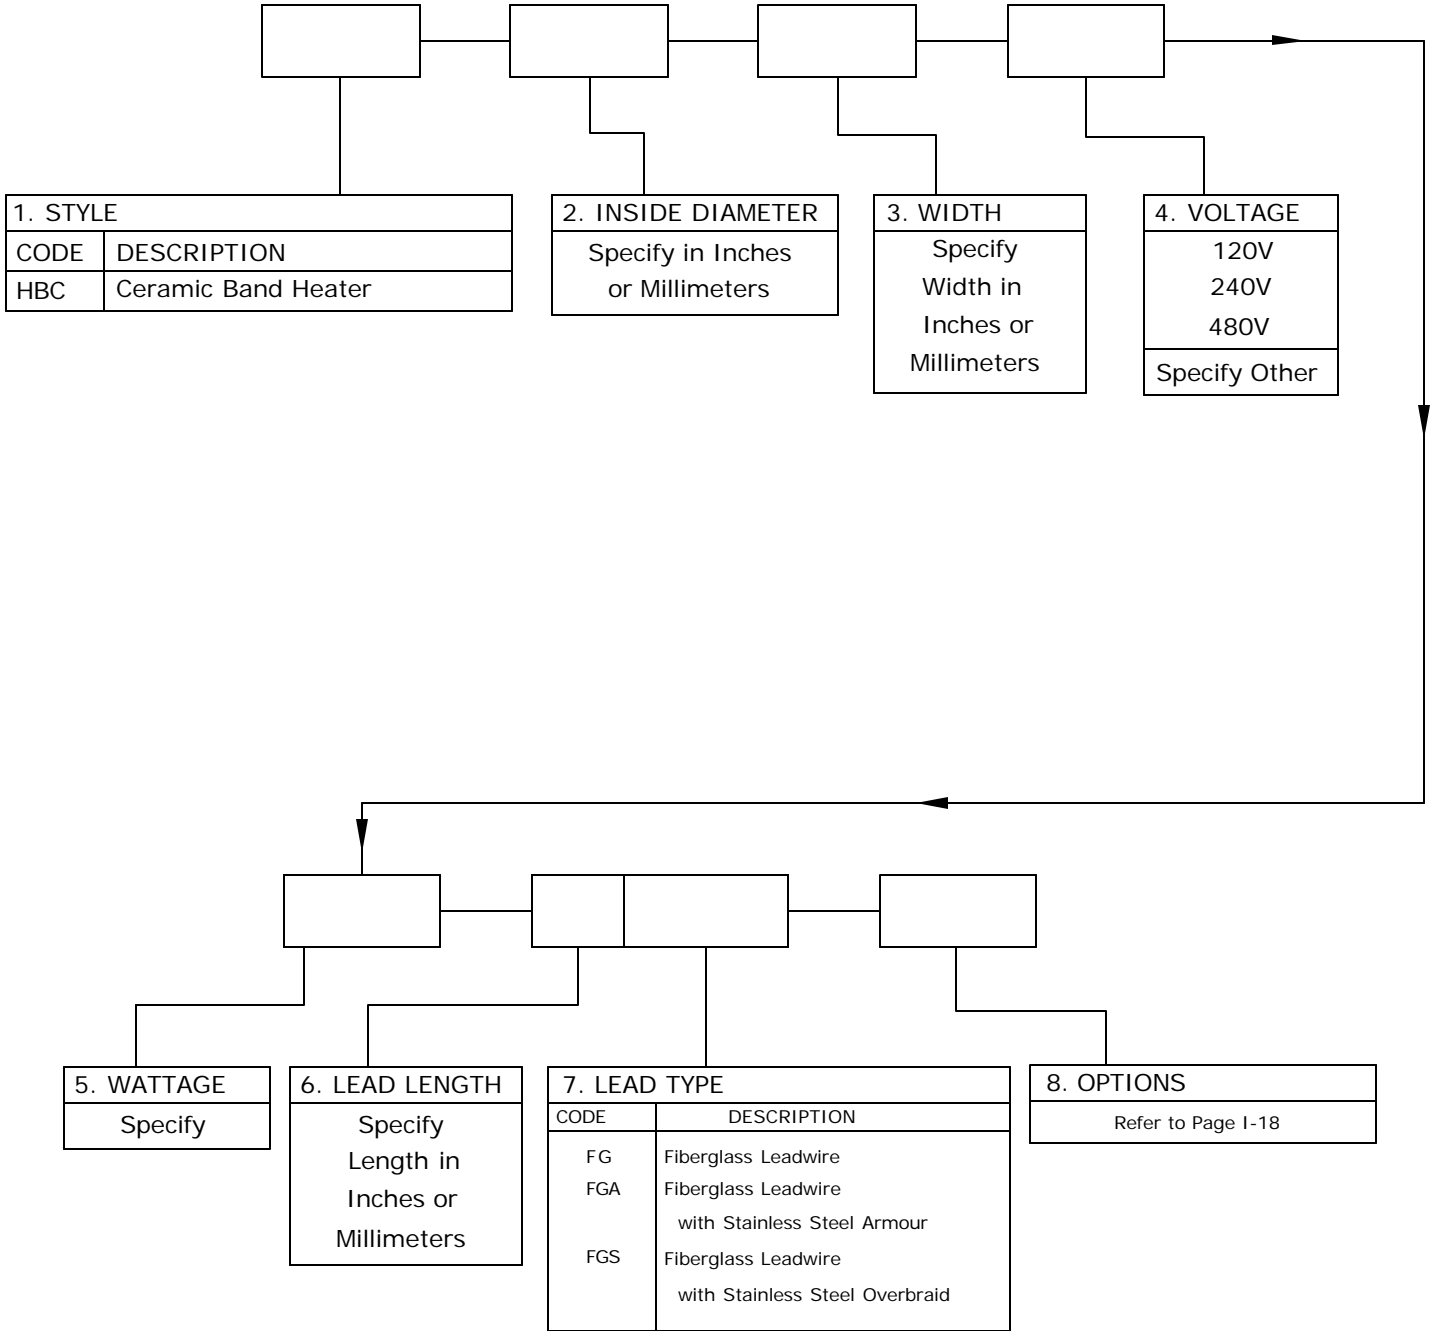 1. STYLE
CODE DESCRIPTION
HBC Ceramic Band Heater
2. INSIDE DIAMETER
Specify in Inches
or Millimeters
3. WIDTH
Specify
Width in
Inches or
Millimeters
4. VOLTAGE
120V
240V
480V
Specify Other
5. WATTAGE
Specify
6. LEAD LENGTH
Specify
Length in
Inches or
Millimeters
7. LEAD TYPE
CODE DESCRIPTION
FG Fiberglass Leadwire
FGA Fiberglass Leadwire
with Stainless Steel Armour
FGS Fiberglass Leadwire
with Stainless Steel Overbraid
8. OPTIONS
Refer to Page I-18